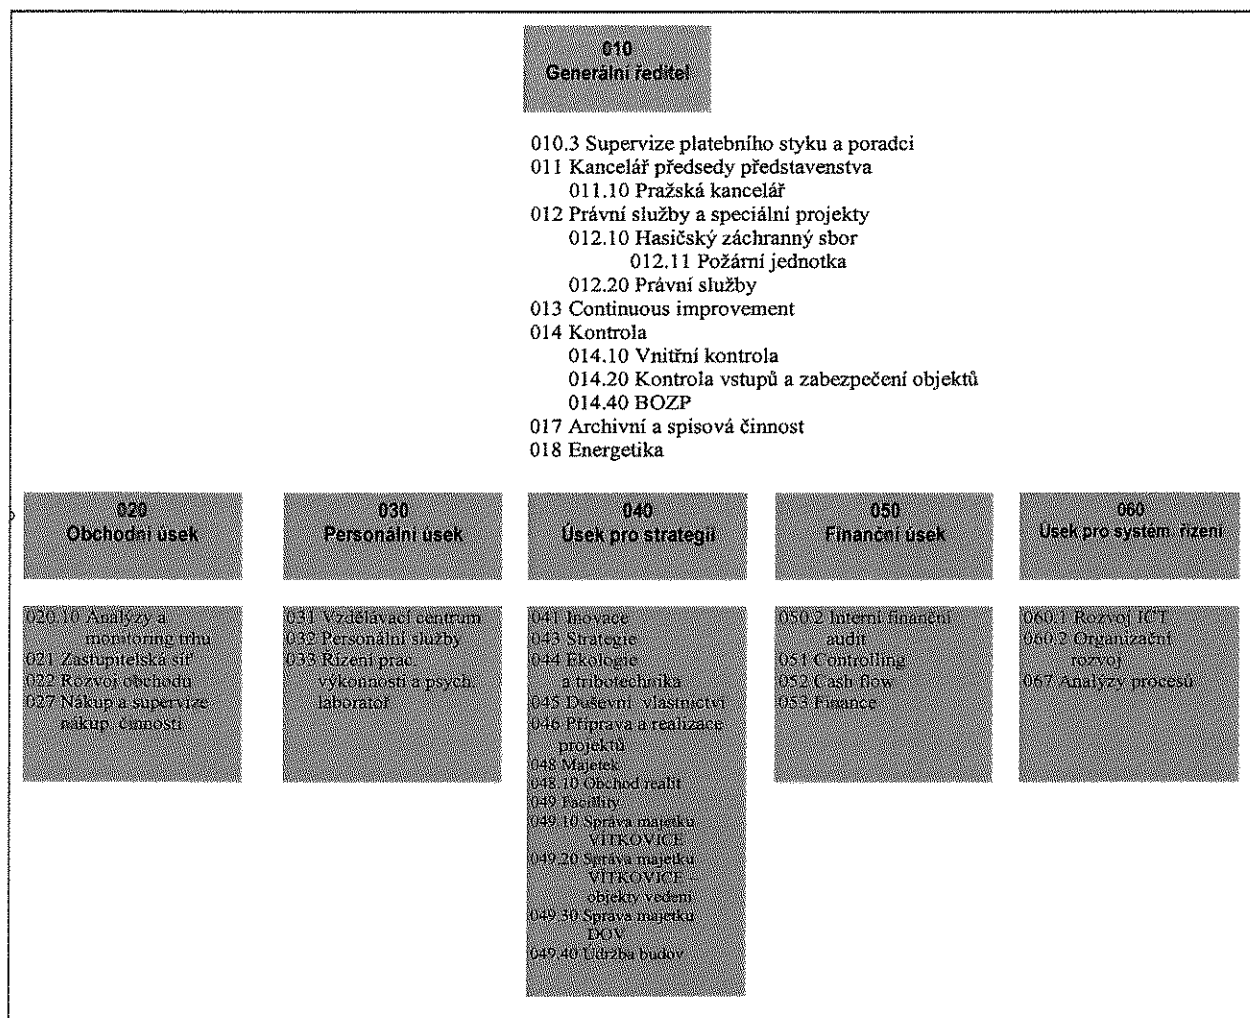 010
Generální ředitel
010.3 Supervize platebního styku a poradci
011 Kancelář předsedy představenstva
011.10 Pražská kancelář
012 Právní služby a speciální projekty
012.10 Hasičský záchranný sbor
012.11 Požární jednotka
012.20 Právní služby
013 Continuous improvement
014 Kontrola
014.10 Vnitřní kontrola
014.20 Kontrola vstupů a zabezpečení objektů
014.40 BOZP
017 Archivní a spisová činnost
018 Energetika
020
Obchodní úsek
020.10 Analýzy a
monitoring trhu
021 Zastupitelská síť
022 Rozvoj obchodu
027 Nákup a supervize
nákup. činností
030
Personální úsek
031 Vzdělávací centrum
032 Personální služby
033 Řízení prac.
výkonnosti a psych.
laboratoř
040
Úsek pro strategii
041 Inovace
043 Strategie
044 Ekologie
a tribotechnika
045 Duševní vlastnictví
046 Příprava a realizace
projektů
048 Majetek
048.10 Obchod realit
049 Facility
049.10 Správa majetku
VÍTKOVICE
049.20 Správa majetku
VÍTKOVICE –
objekty vedení
049.30 Správa majetku
DOV
049.40 Údržba budov
050
Finanční úsek
050.2 Interní finanční
audit
051 Controlling
052 Cash flow
053 Finance
060
Úsek pro systém řízení
060.1 Rozvoj ICT
060.2 Organizační
rozvoj
067 Analýzy procesů